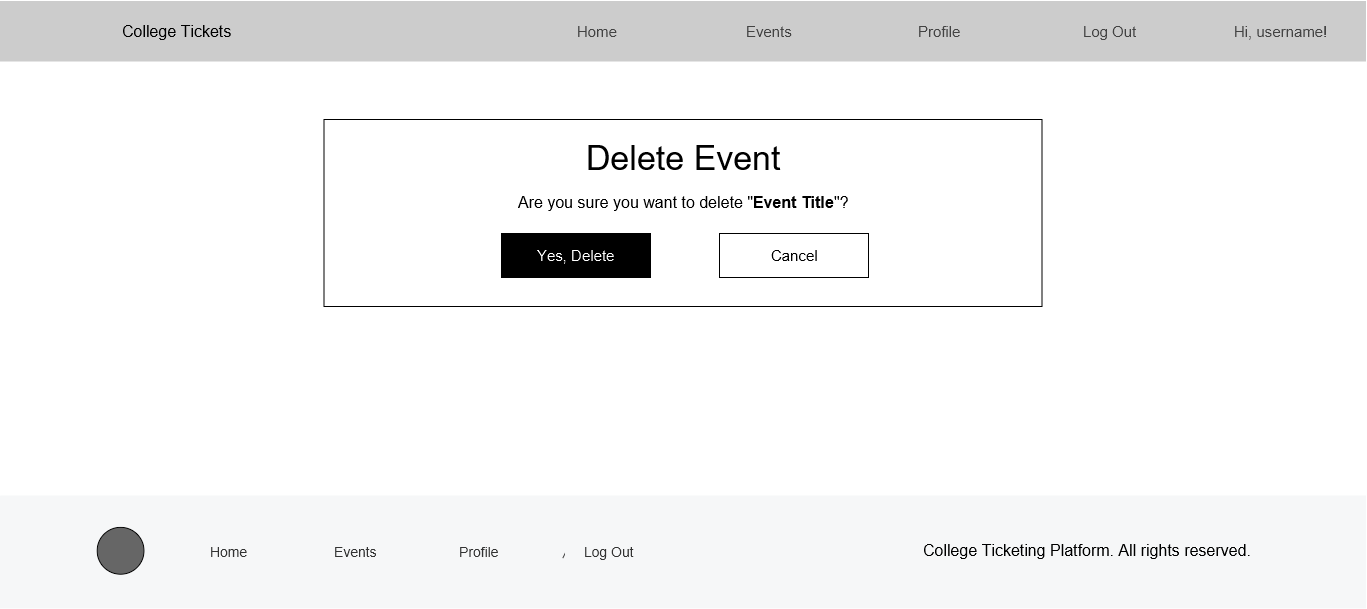 College Tickets Home Events Profile Log Out Hi, username!
Delete Event
Are you sure you want to delete "Event Title"?
Yes, Delete Cancel
Home Events Profile / Log Out College Ticketing Platform. All rights reserved.